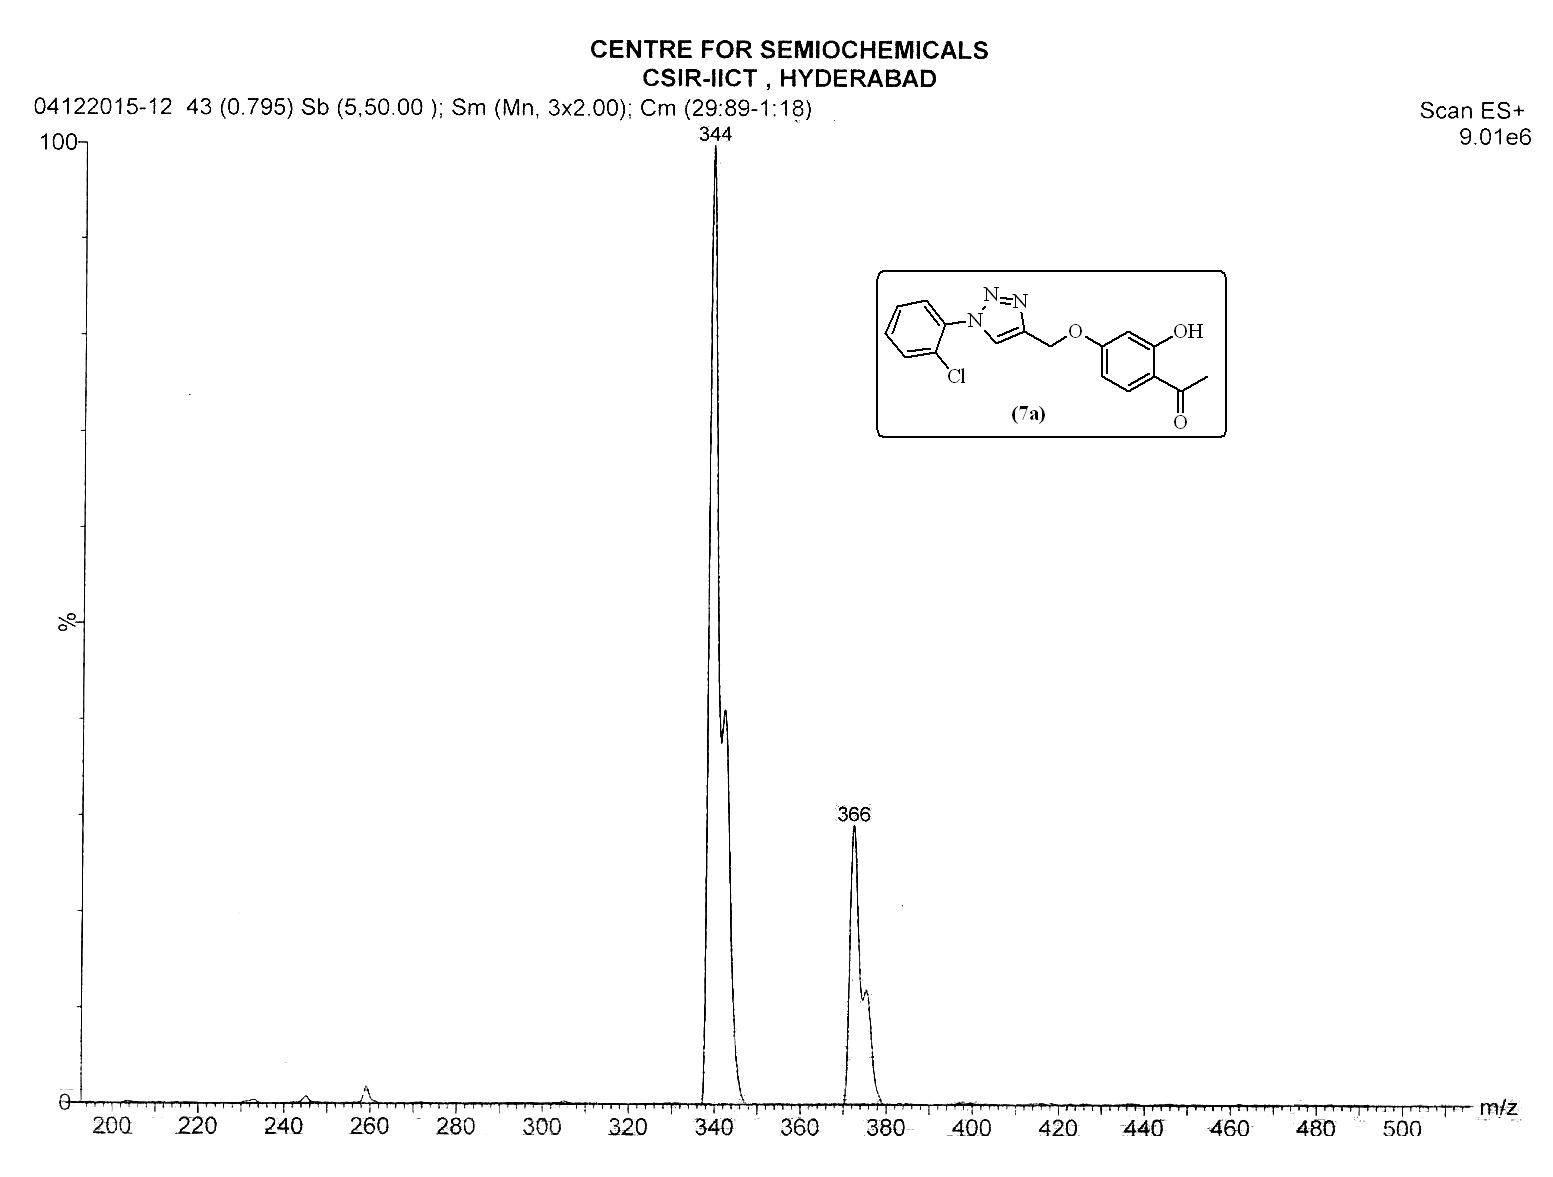 CENTRE FOR SEMIOCHEMICALS
CSIR-IICT , HYDERABAD
04122015-12 43 (0.795) Sb (5,50.00 ); Sm (Mn, 3x2.00); Cm (29:89-1:18)
Scan ES+
9.01e6
100
344
N
N
N
O
OH
Cl
O
(7a)
%
366
0
m/z
200 220 240 260 280 300 320 340 360 380 400 420 440 460 480 500